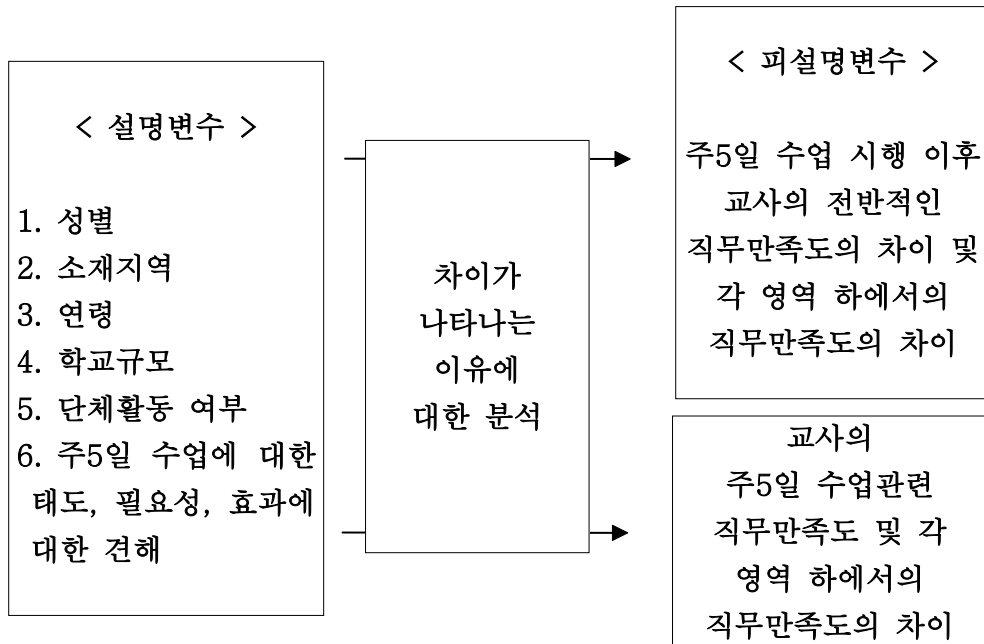 < 설명변수 >
1. 성별
2. 소재지역
3. 연령
4. 학교규모
5. 단체활동 여부
6. 주5일 수업에 대한
태도, 필요성, 효과에
대한 견해
차이가
나타나는
이유에
대한 분석
< 피설명변수 >
주5일 수업 시행 이후
교사의 전반적인
직무만족도의 차이 및
각 영역 하에서의
직무만족도의 차이
교사의
주5일 수업관련
직무만족도 및 각
영역 하에서의
직무만족도의 차이